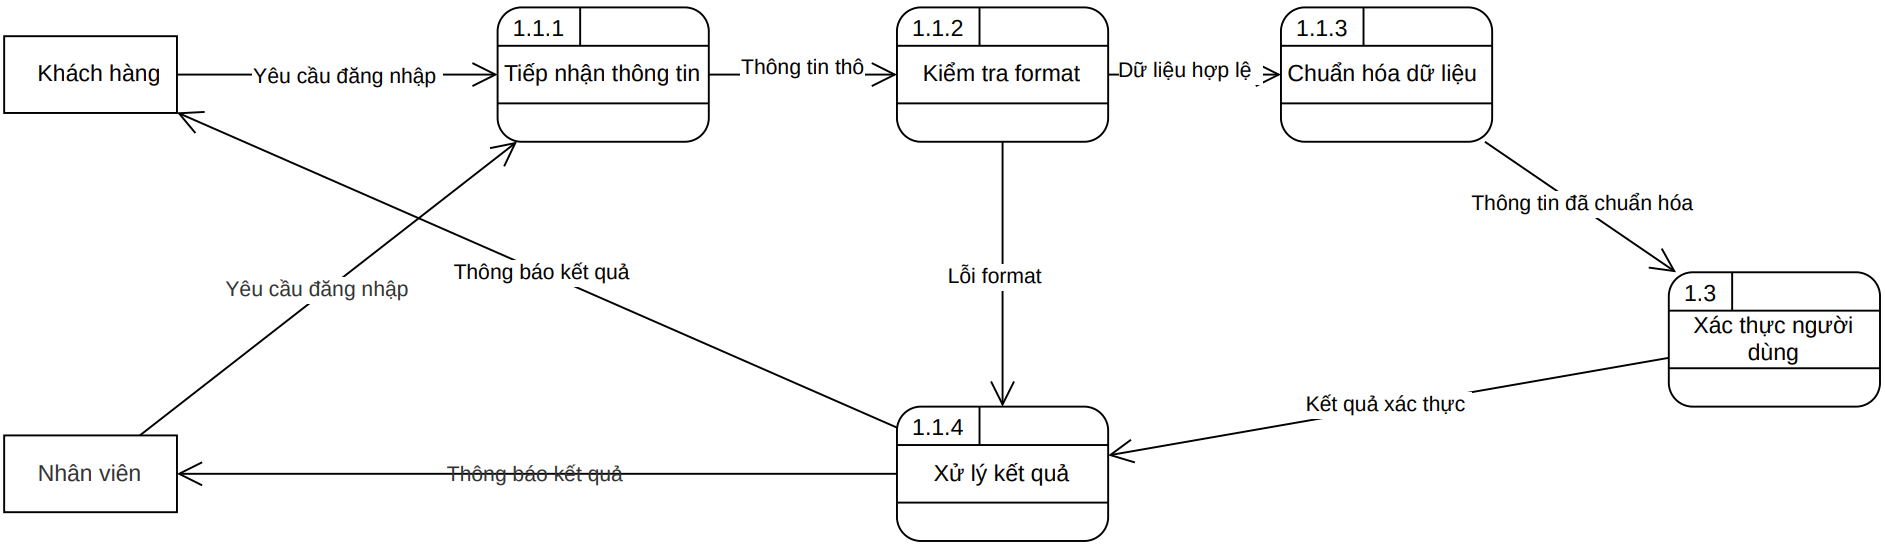 1.1.1
1.1.2
1.1.3
Khách hàng
Yêu cầu đăng nhập
Tiếp nhận thông tin
Thông tin thô
Kiểm tra format
Dữ liệu hợp lệ
Chuẩn hóa dữ liệu
Thông tin đã chuẩn hóa
Thông báo kết quả
Lỗi format
Yêu cầu đăng nhập
1.3
Xác thực người
dùng
Kết quả xác thực
1.1.4
Nhân viên
Thông báo kết quả
Xử lý kết quả